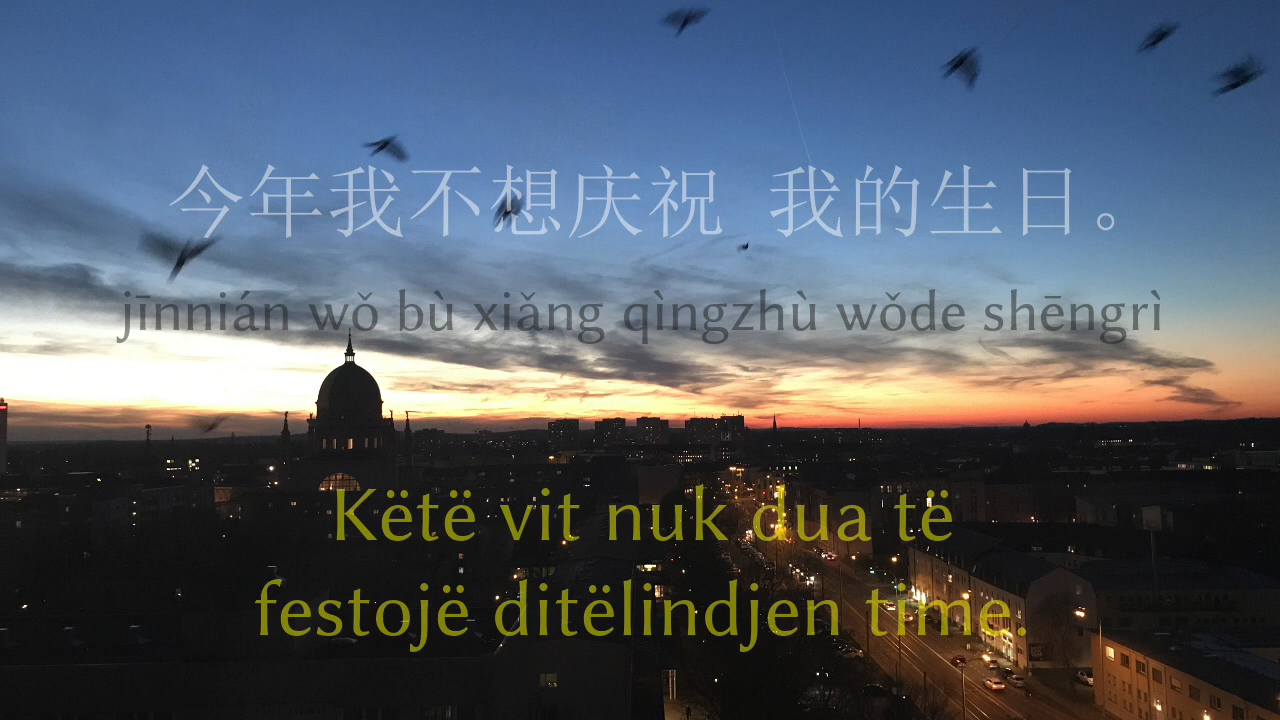 今年我不想庆祝 我的生日。
jīnnián wǒ bù xiǎng qìngzhù wǒde shēngrì
Këtë vit nuk dua të
festojë ditëlindjen time.